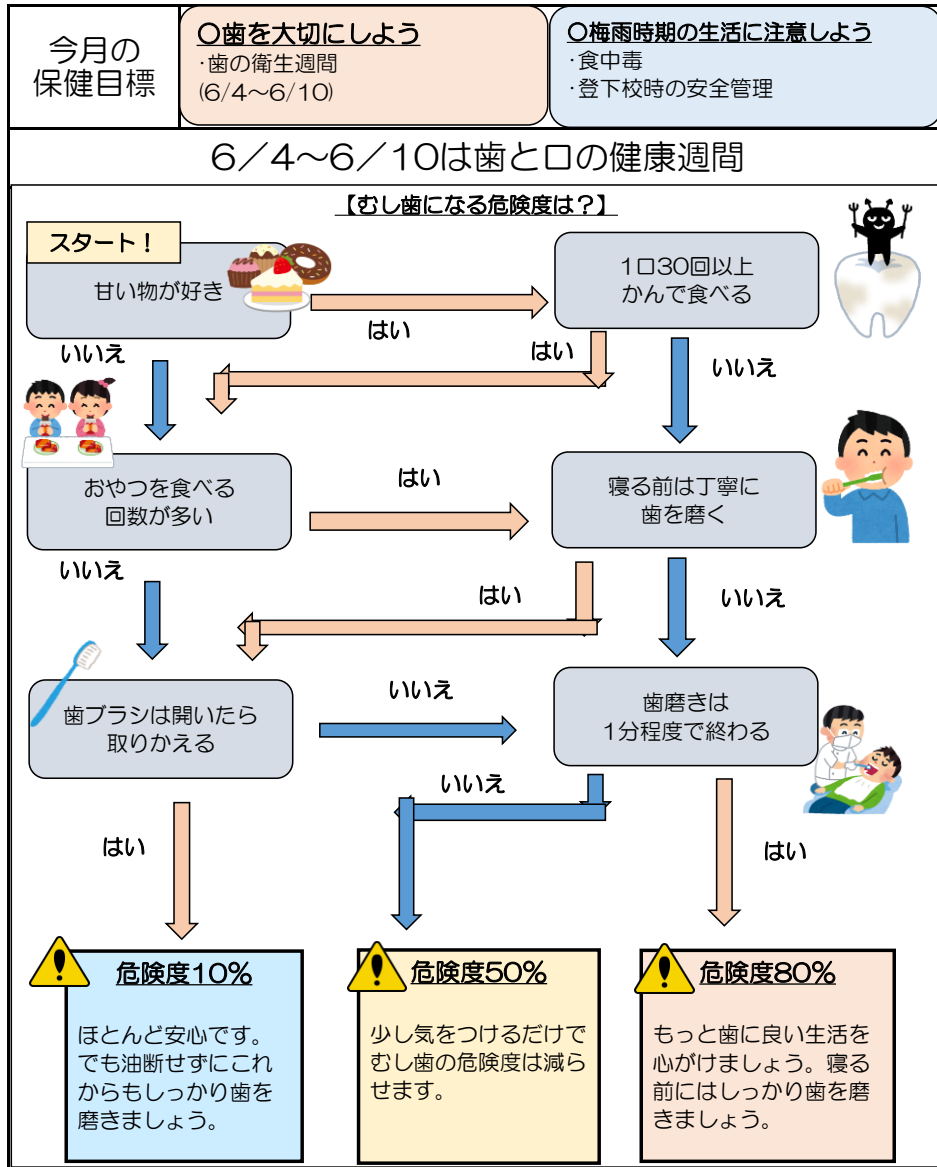 今月の
保健目標
〇歯を大切にしよう
・歯の衛生週間
(6/4～6/10)
〇梅雨時期の生活に注意しよう
・食中毒
・登下校時の安全管理
6／4～6／10は歯と口の健康週間
【むし歯になる危険度は？】
スタート！
甘い物が好き
はい
1口30回以上
かんで食べる
いいえ
はい
いいえ
おやつを食べる
回数が多い
はい
寝る前は丁寧に
歯を磨く
いいえ
はい
いいえ
歯ブラシは開いたら
取りかえる
いいえ
歯磨きは
1分程度で終わる
いいえ
はい
はい
危険度10%
ほとんど安心です。
でも油断せずにこれ
からもしっかり歯を
磨きましょう。
危険度50%
少し気をつけるだけで
むし歯の危険度は減ら
せます。
危険度80%
もっと歯に良い生活を
心がけましょう。寝る
前にはしっかり歯を磨
きましょう。